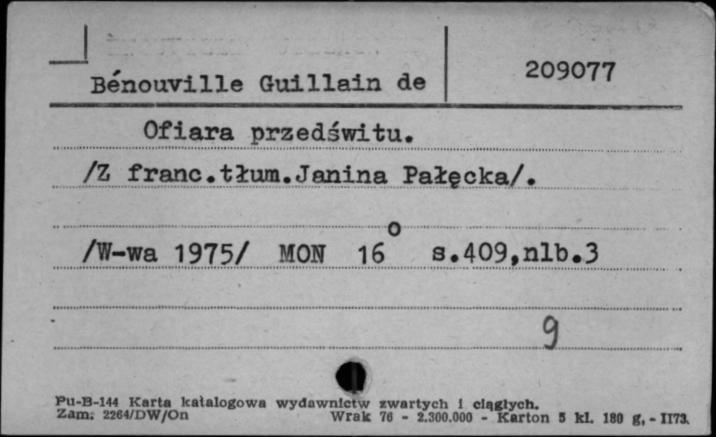 Bénouville Guillain de
209077
Ofiara przedświtu.
/Z franc.tłum.Janina Pałęcka/.
/W-wa 1975/ MON 16° s.409,nlb.3
9
Pu-B-144 Karta katalogowa wydawnictw zwartych i ciągłych.
Zam. 2264/DW/On Wrak 76 - 2.300.000 - Karton 5 kl. 180 g, - II73.